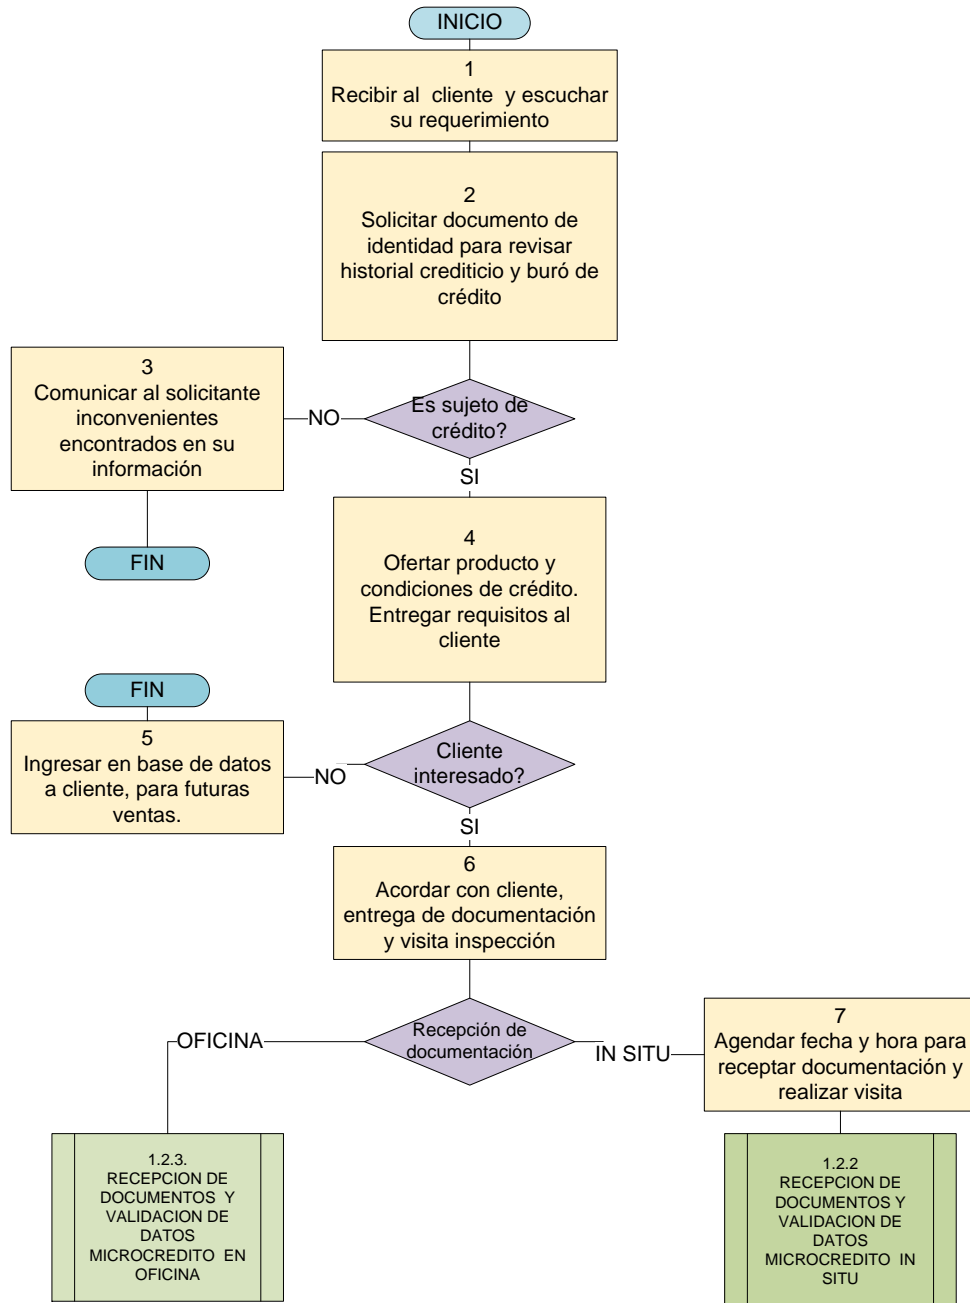 INICIO
1
Recibir al cliente y escuchar
su requerimiento
2
Solicitar documento de
identidad para revisar
historial crediticio y buró de
crédito
3
Comunicar al solicitante
inconvenientes
encontrados en su
información
NO
Es sujeto de
crédito?
SI
FIN
4
Ofertar producto y
condiciones de crédito.
Entregar requisitos al
cliente
FIN
5
Ingresar en base de datos
a cliente, para futuras
ventas.
NO
Cliente
interesado?
SI
6
Acordar con cliente,
entrega de documentación
y visita inspección
OFICINA
Recepción de
documentación
IN SITU
7
Agendar fecha y hora para
receptar documentación y
realizar visita
1.2.3.
RECEPCION DE
DOCUMENTOS Y
VALIDACION DE
DATOS
MICROCREDITO EN
OFICINA
1.2.2
RECEPCION DE
DOCUMENTOS Y
VALIDACION DE
DATOS
MICROCREDITO IN
SITU